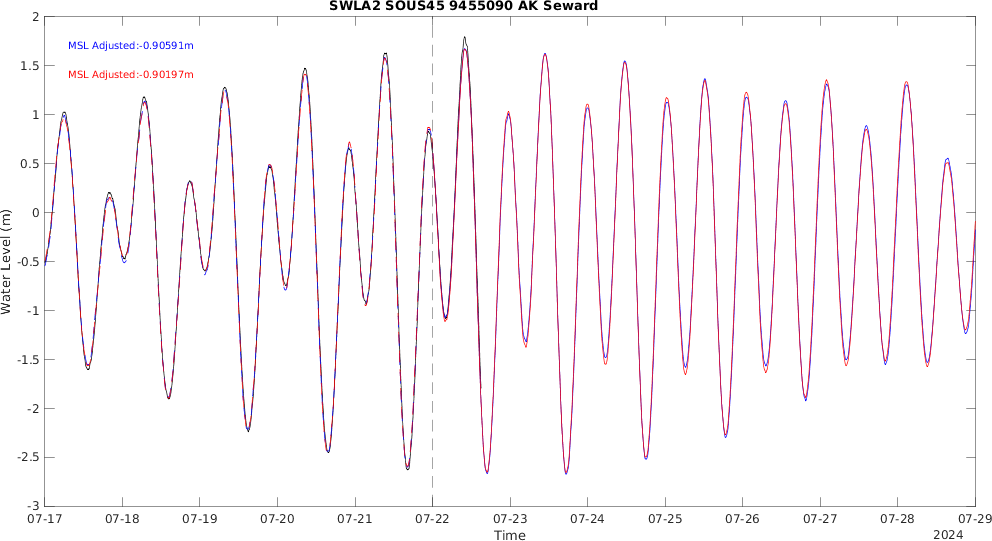 SWLA2 SOUS45 9455090 AK Seward
MSL Adjusted:-0.90591m
MSL Adjusted:-0.90197m
Water Level (m)
2
1.5
1
0.5
0
-0.5
-1
-1.5
-2
-2.5
-3
07-17 07-18 07-19 07-20 07-21 07-22 07-23 07-24 07-25 07-26 07-27 07-28 07-29
Time
2024